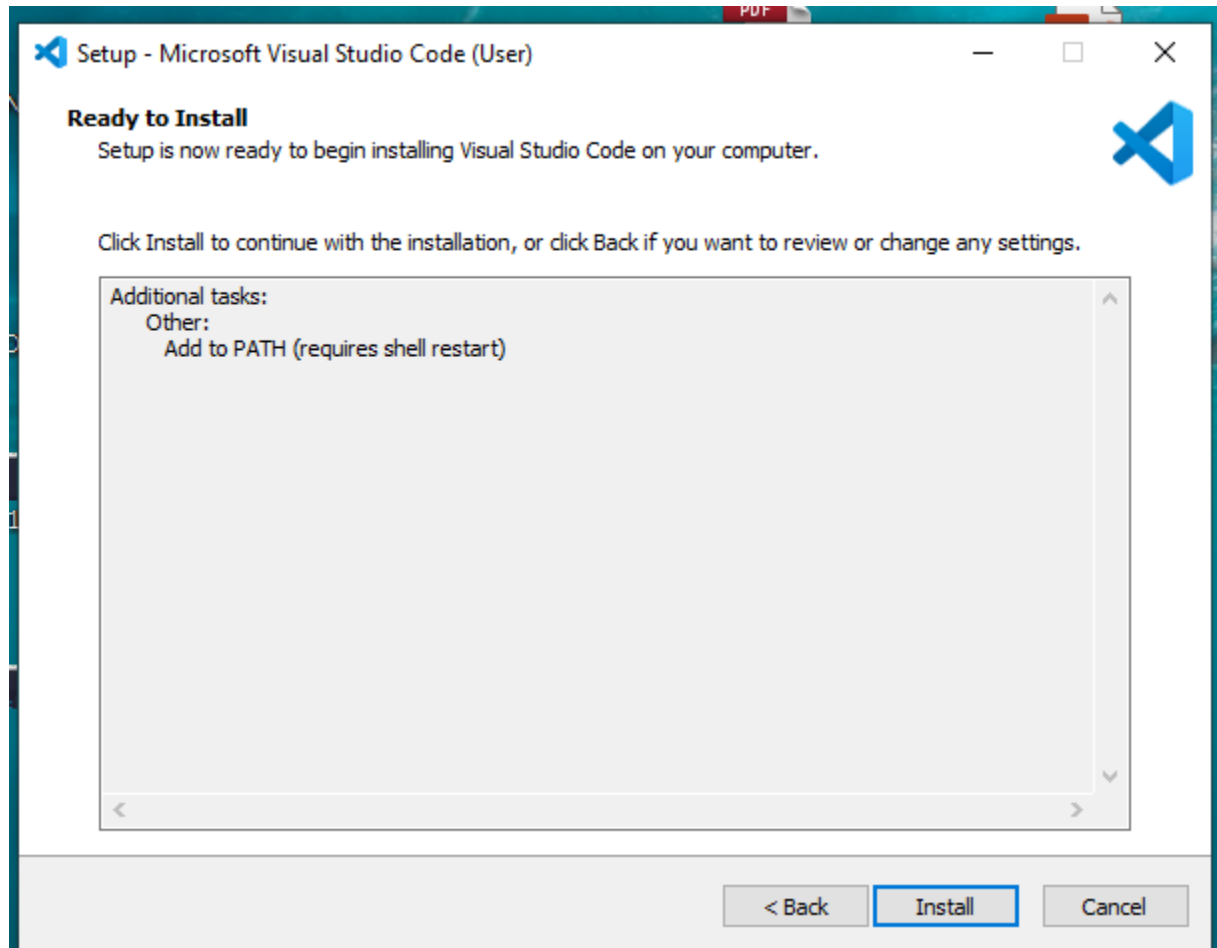 PDF
Setup - Microsoft Visual Studio Code (User)
Ready to Install
Setup is now ready to begin installing Visual Studio Code on your computer.
Click Install to continue with the installation, or click Back if you want to review or change any settings.
Additional tasks:
Other:
Add to PATH (requires shell restart)
< Back
Install
Cancel